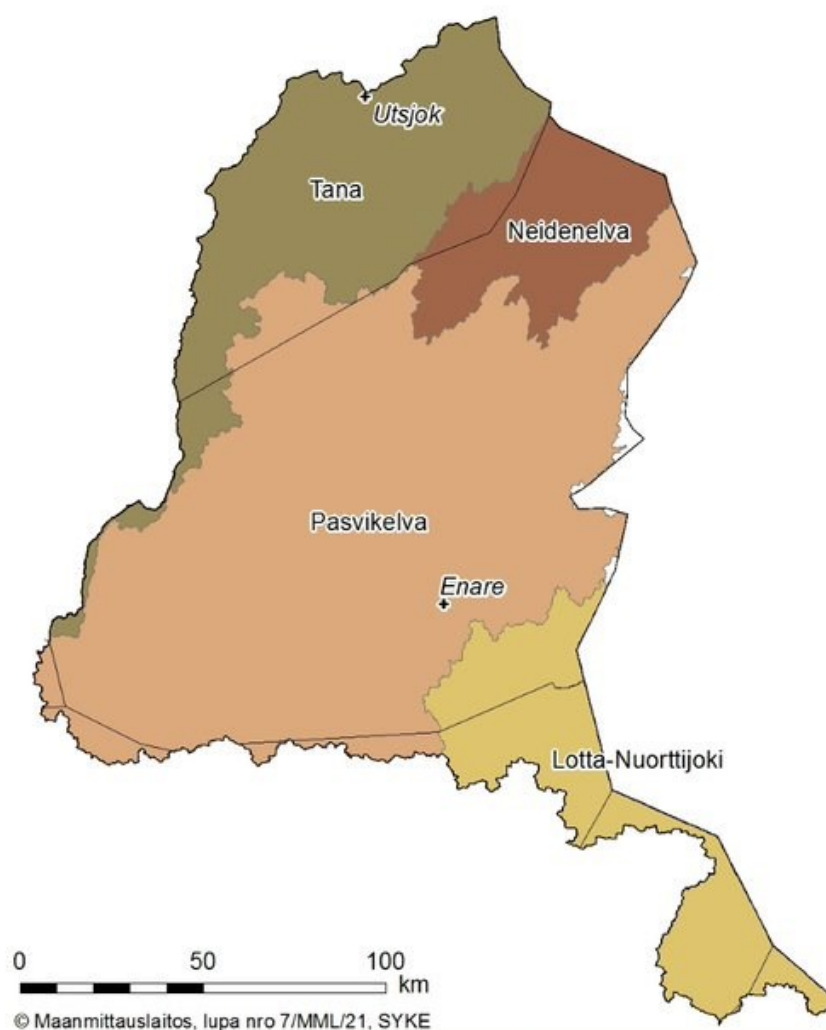 Utsjok
Tana
Neidenelva
Pasvikelva
Enare
Lotta-Nuorttijoki
0 50 100
km
© Maanmittauslaitos, lupa nro 7/MML/21, SYKE